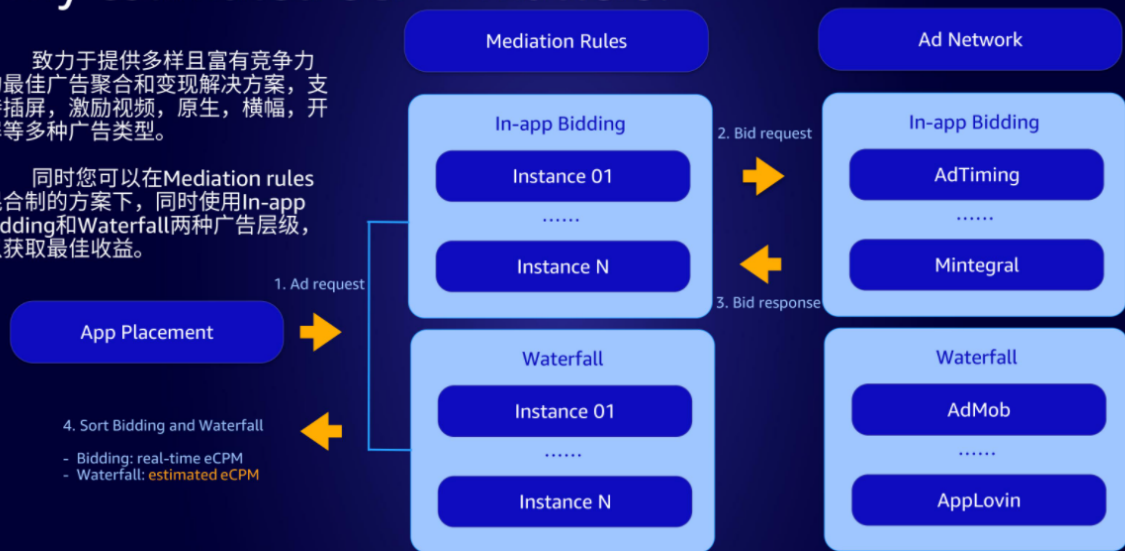 致力于提供多样且富有竞争力
最佳广告聚合和变现解决方案，支
插屏，激励视频，原生，横幅，开
等多种广告类型。
同时您可以在Mediation rules
合制的方案下，同时使用In-app
dding和Waterfall两种广告层级，
获取最佳收益。
App Placement
1. Ad request
4. Sort Bidding and Waterfall
- Bidding: real-time eCPM
- Waterfall: estimated eCPM
Mediation Rules
In-app Bidding
Instance 01
......
Instance N
Waterfall
Instance 01
......
Instance N
2. Bid request
3. Bid response
Ad Network
In-app Bidding
AdTiming
......
Mintegral
Waterfall
AdMob
......
AppLovin